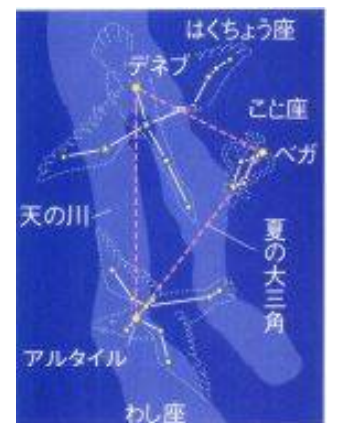 はくちょう座
デネブ
こと座
ベガ
天の川
夏の大三角
アルタイル
わし座